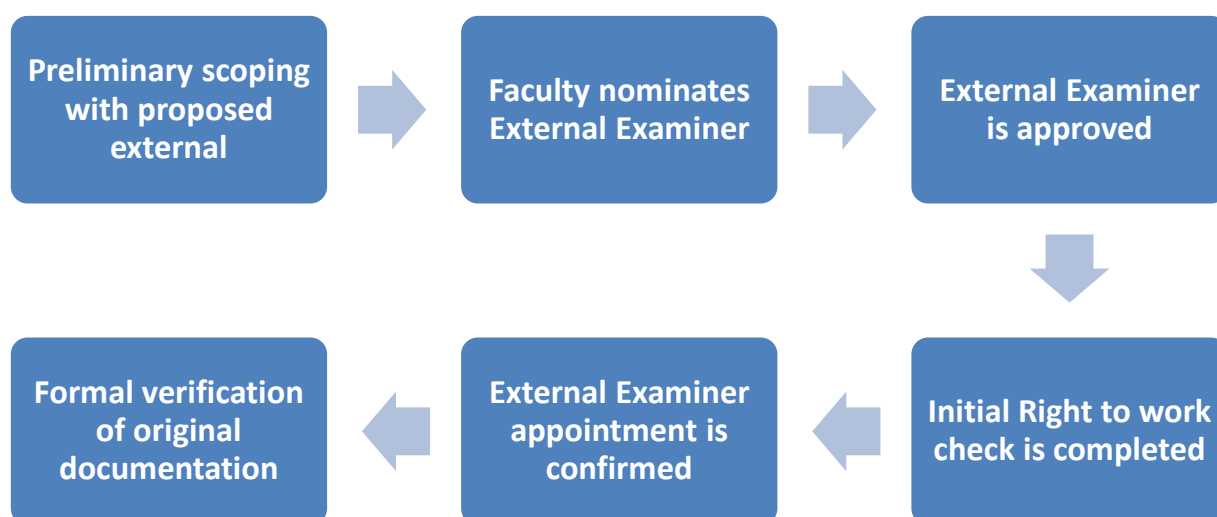 Preliminary scoping
with proposed
external
Faculty nominates
External Examiner
External Examiner
is approved
Initial Right to work
check is completed
External Examiner
appointment is
confirmed
Formal verification
of original
documentation